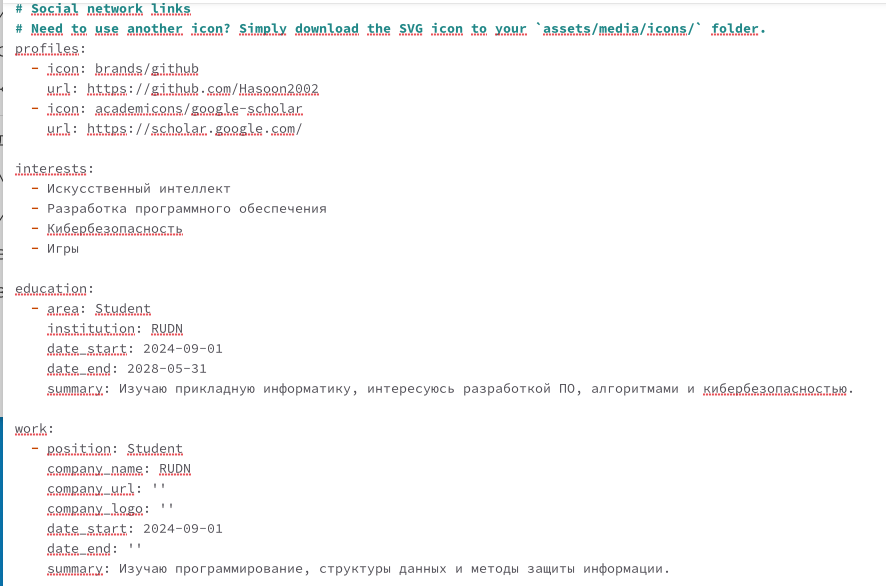 # Social network links
# Need to use another icon? Simply download the SVG icon to your `assets/media/icons/` folder.
profiles:
  - icon: brands/github
    url: https://github.com/Hasoon2002
  - icon: academicons/google-scholar
    url: https://scholar.google.com/

interests:
  - Искусственный интеллект
  - Разработка программного обеспечения
  - Кибербезопасность
  - Игры

education:
  - area: Student
    institution: RUDN
    date_start: 2024-09-01
    date_end: 2028-05-31
    summary: Изучаю прикладную информатику, интересуюсь разработкой ПО, алгоритмами и кибербезопасностью.

work:
  - position: Student
    company_name: RUDN
    company_url: ''
    company_logo: ''
    date_start: 2024-09-01
    date_end: ''
    summary: Изучаю программирование, структуры данных и методы защиты информации.